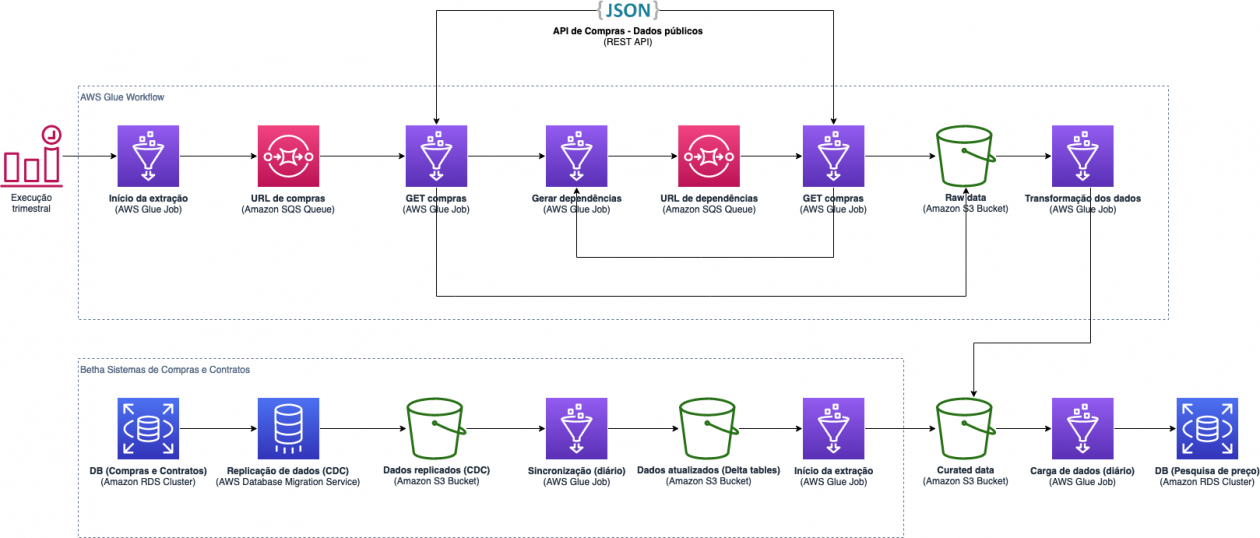 {JSON}
API de Compras - Dados públicos
(REST API)
AWS Glue Workflow
Execução
trimestral
Início da extração
(AWS Glue Job)
URL de compras
(Amazon SQS Queue)
GET compras
(AWS Glue Job)
Gerar dependências
(AWS Glue Job)
URL de dependências
(Amazon SQS Queue)
GET compras
(AWS Glue Job)
Raw data
(Amazon S3 Bucket)
Transformação dos dados
(AWS Glue Job)
Betha Sistemas de Compras e Contratos
DB (Compras e Contratos)
(Amazon RDS Cluster)
Replicação de dados (CDC)
(AWS Database Migration Service)
Dados replicados (CDC)
(Amazon S3 Bucket)
Sincronização (diário)
(AWS Glue Job)
Dados atualizados (Delta tables)
(Amazon S3 Bucket)
Início da extração
(AWS Glue Job)
Curated data
(Amazon S3 Bucket)
Carga de dados (diário)
(AWS Glue Job)
DB (Pesquisa de preço)
(Amazon RDS Cluster)